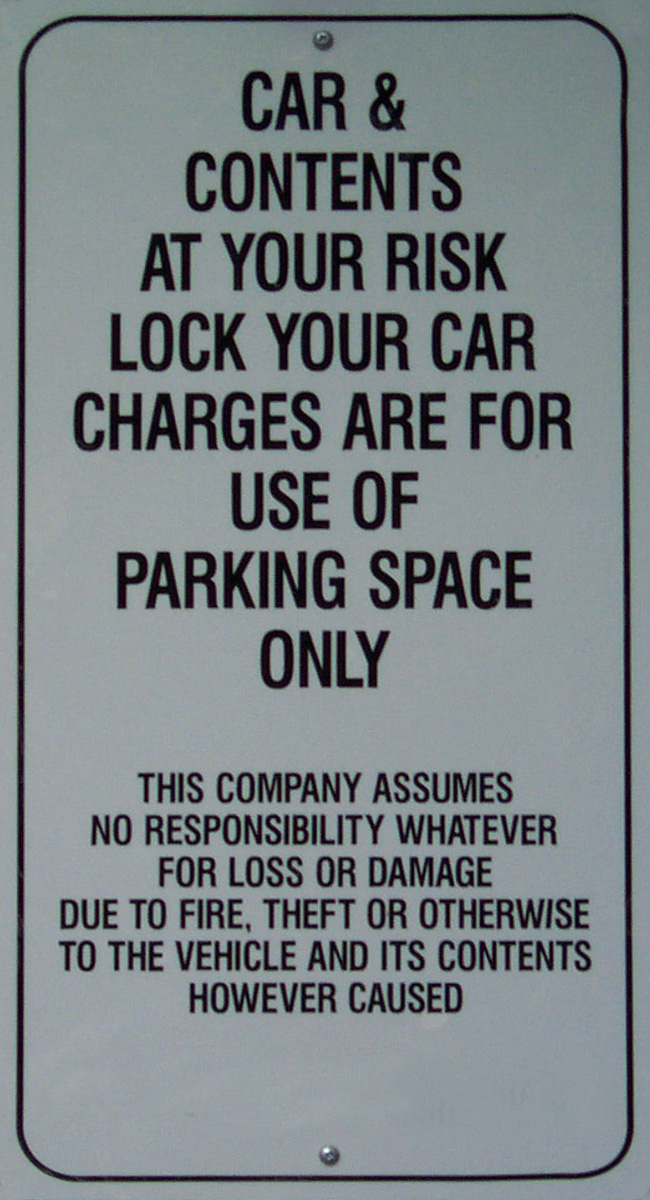 CAR &
CONTENTS
AT YOUR RISK
LOCK YOUR CAR
CHARGES ARE FOR
USE OF
PARKING SPACE
ONLY
THIS COMPANY ASSUMES
NO RESPONSIBILITY WHATEVER
FOR LOSS OR DAMAGE
DUE TO FIRE, THEFT OR OTHERWISE
TO THE VEHICLE AND ITS CONTENTS
HOWEVER CAUSED